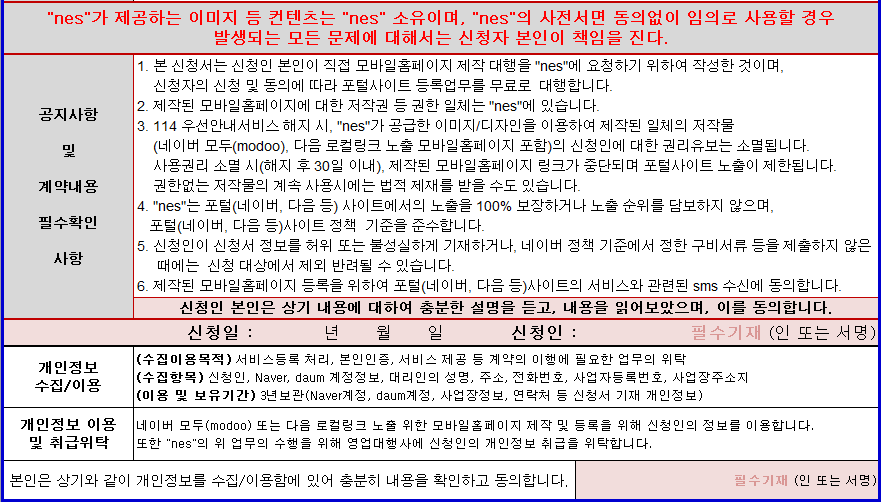 "nes"가 제공하는 이미지 등 컨텐츠는 "nes" 소유이며, "nes"의 사전서면 동의없이 임의로 사용할 경우
발생되는 모든 문제에 대해서는 신청자 본인이 책임을 진다.
공지사항
및
계약내용
필수확인
사항
1. 본 신청서는 신청인 본인이 직접 모바일홈페이지 제작 대행을 "nes"에 요청하기 위하여 작성한 것이며,
신청자의 신청 및 동의에 따라 포털사이트 등록업무를 무료로 대행합니다.
2. 제작된 모바일홈페이지에 대한 저작권 등 권한 일체는 "nes"에 있습니다.
3. 114 우선안내서비스 해지 시, "nes"가 공급한 이미지/디자인을 이용하여 제작된 일체의 저작물
(네이버 모두(modoo), 다음 로컬링크 노출 모바일홈페이지 포함)의 신청인에 대한 권리유보는 소멸됩니다.
사용권리 소멸 시(해지 후 30일 이내), 제작된 모바일홈페이지 링크가 중단되며 포털사이트 노출이 제한됩니다.
권한없는 저작물의 계속 사용시에는 법적 제재를 받을 수도 있습니다.
4. "nes"는 포털(네이버, 다음 등) 사이트에서의 노출을 100% 보장하거나 노출 순위를 담보하지 않으며,
포털(네이버, 다음 등)사이트 정책 기준을 준수합니다.
5. 신청인이 신청서 정보를 허위 또는 불성실하게 기재하거나, 네이버 정책 기준에서 정한 구비서류 등을 제출하지 않은
때에는 신청 대상에서 제외 반려될 수 있습니다.
6. 제작된 모바일홈페이지 등록을 위하여 포털(네이버, 다음 등)사이트의 서비스와 관련된 sms 수신에 동의합니다.
신청인 본인은 상기 내용에 대하여 충분한 설명을 듣고, 내용을 읽어보았으며, 이를 동의합니다.
신청일 : 년 월 일 신청인 : 필수기재 (인 또는 서명)
개인정보
수집/이용
(수집이용목적) 서비스등록 처리, 본인인증, 서비스 제공 등 계약의 이행에 필요한 업무의 위탁
(수집항목) 신청인, Naver, daum 계정정보, 대리인의 성명, 주소, 전화번호, 사업자등록번호, 사업장주소지
(이용 및 보유기간) 3년보관(Naver계정, daum계정, 사업장정보, 연락처 등 신청서 기재 개인정보)
개인정보 이용
및 취급위탁
네이버 모두(modoo) 또는 다음 로컬링크 노출 위한 모바일홈페이지 제작 및 등록을 위해 신청인의 정보를 이용합니다.
또한 "nes"의 위 업무의 수행을 위해 영업대행사에 신청인의 개인정보 취급을 위탁합니다.
본인은 상기와 같이 개인정보를 수집/이용함에 있어 충분히 내용을 확인하고 동의합니다. 필수기재 (인 또는 서명)